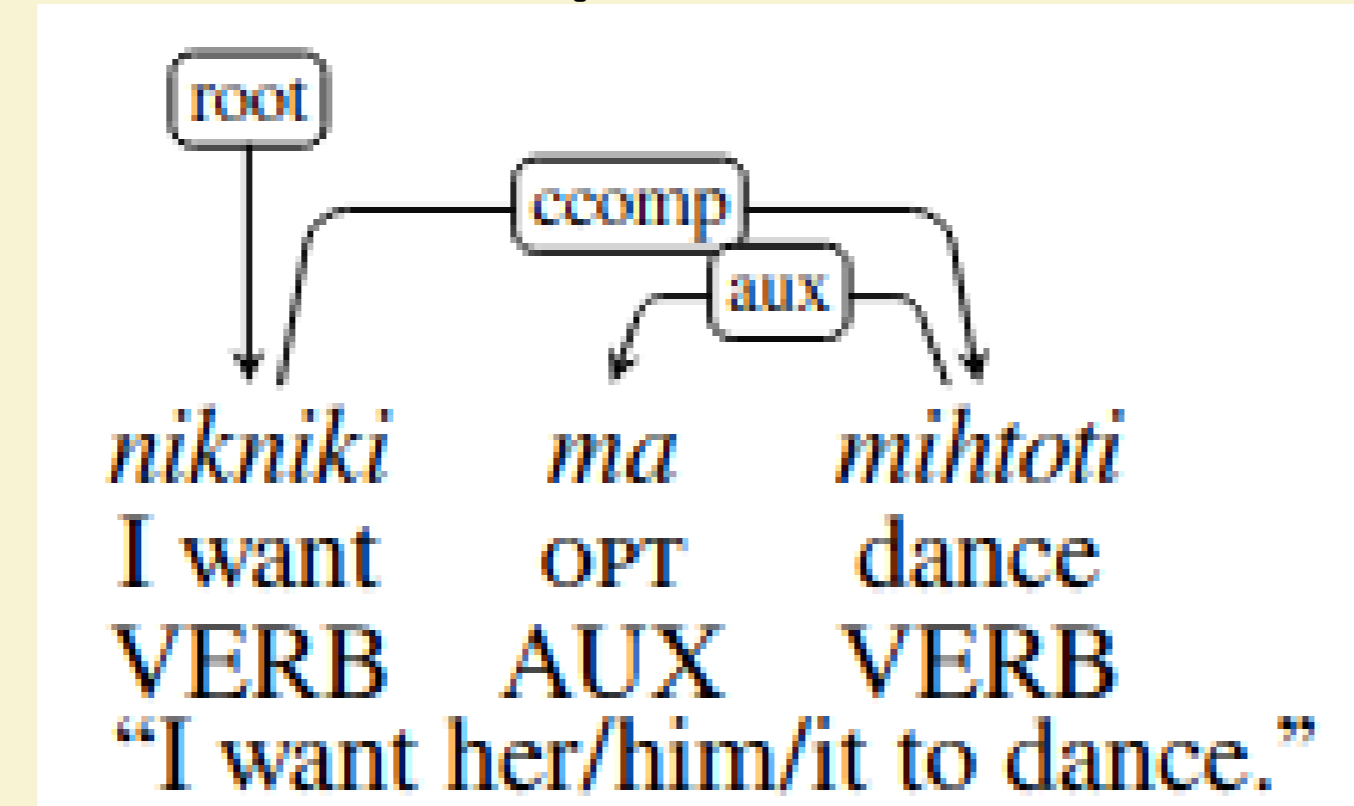 root
ccomp
aux
nikniki ma mihtoti
I want OPT dance
VERB AUX VERB
“I want her/him/it to dance.”